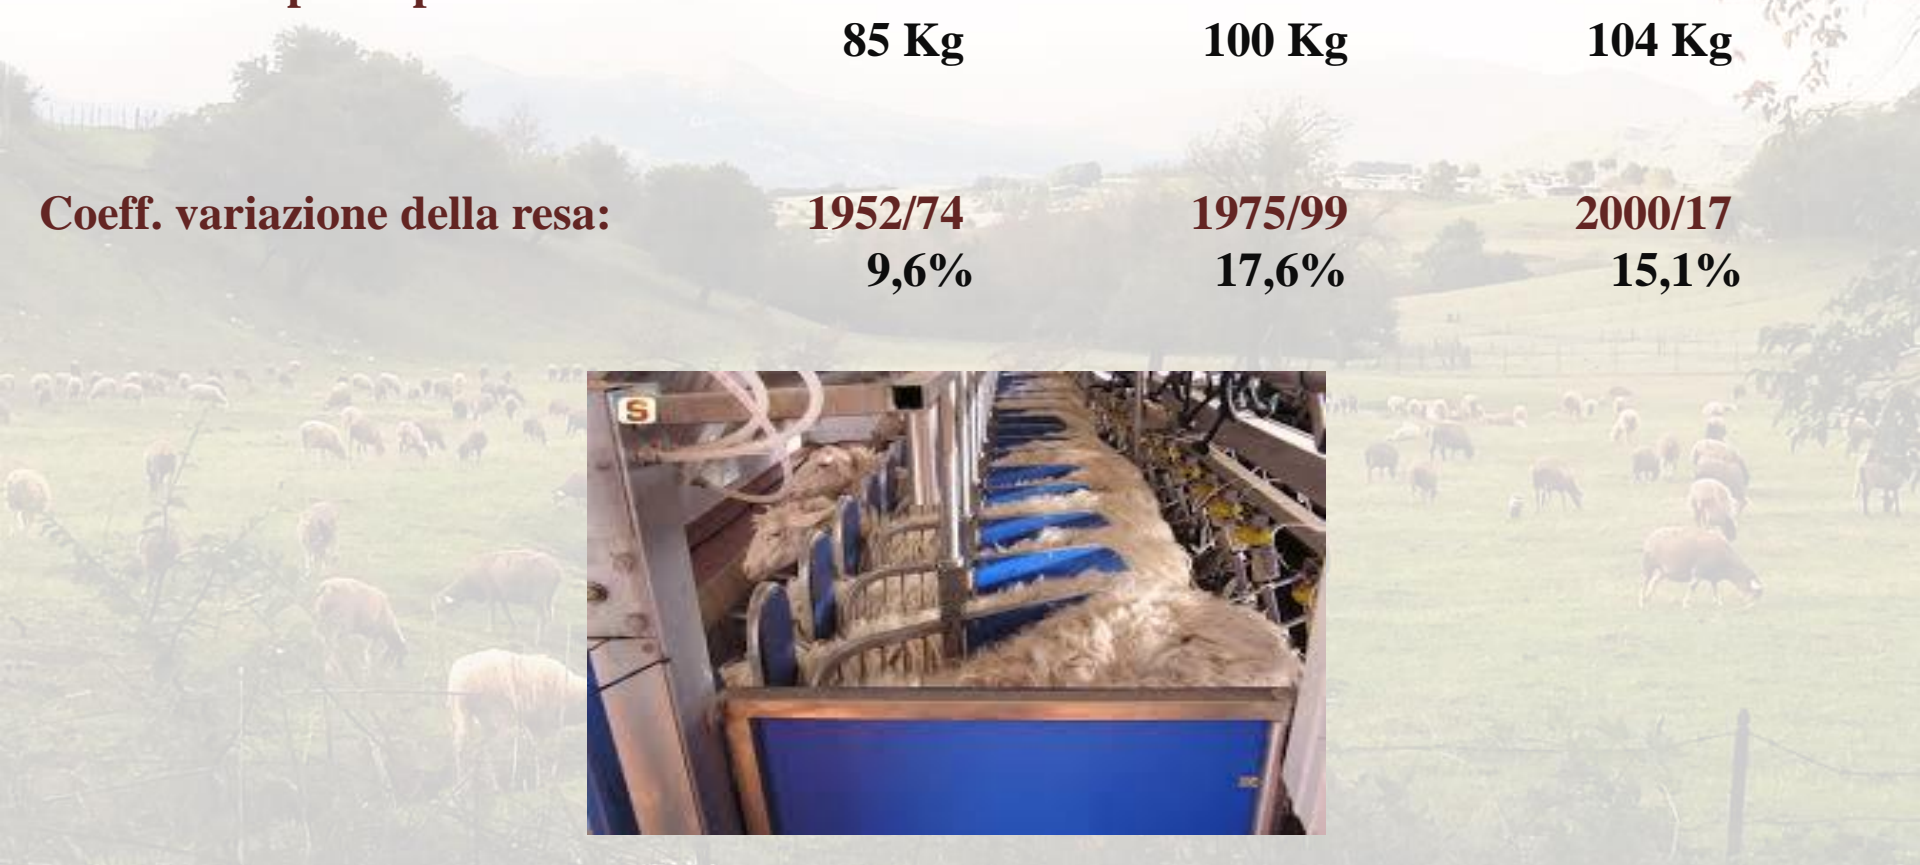 85 Kg 100 Kg 104 Kg
Coeff. variazione della resa: 1952/74 1975/99 2000/17
9,6% 17,6% 15,1%
S